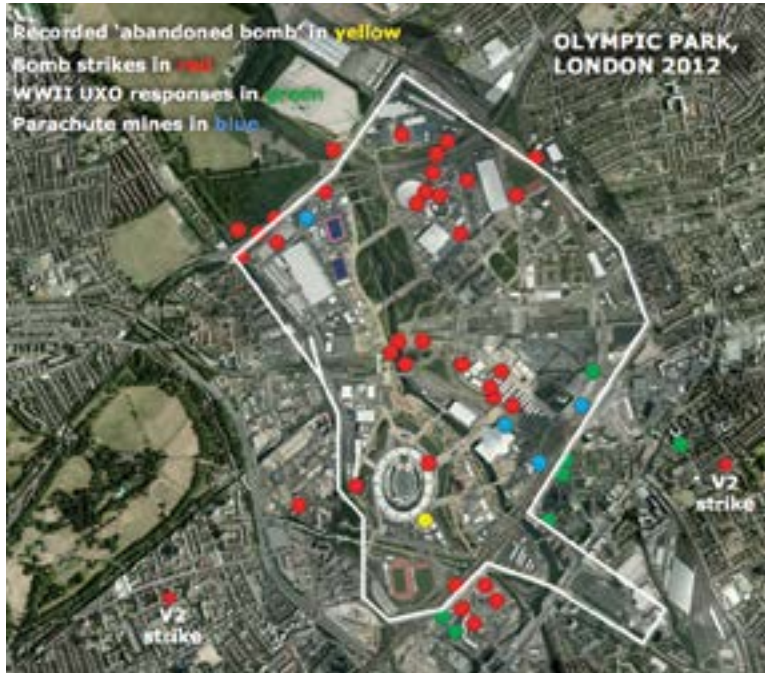 Recorded 'abandoned bomb' in yellow
Bomb strikes in red
WWII UXO responses in green
Parachute mines in blue
OLYMPIC PARK,
LONDON 2012
V2
strike
V2
strike